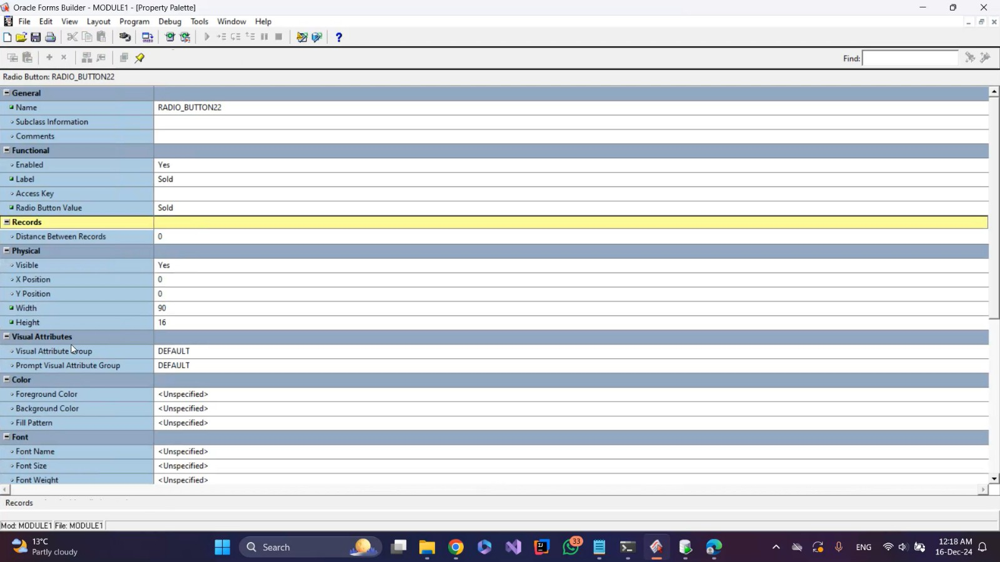 Oracle Forms Builder - MODULE1 - [Property Palette]
File Edit View Layout Program Debug Tools Window Help
Find:
Radio Button: RADIO_BUTTON22
General
Name RADIO_BUTTON22
Subclass Information
Comments
Functional
Enabled Yes
Label Sold
Access Key
Radio Button Value Sold
Records
Distance Between Records 0
Physical
Visible Yes
X Position 0
Y Position 0
Width 90
Height 16
Visual Attributes
Visual Attribute Group DEFAULT
Prompt Visual Attribute Group DEFAULT
Color
Foreground Color <Unspecified>
Background Color <Unspecified>
Fill Pattern <Unspecified>
Font
Font Name <Unspecified>
Font Size <Unspecified>
Font Weight <Unspecified>
Records
Mod: MODULE1 File: MODULE1
13°C
Partly cloudy
Search
33
ENG
12:18 AM
16-Dec-24